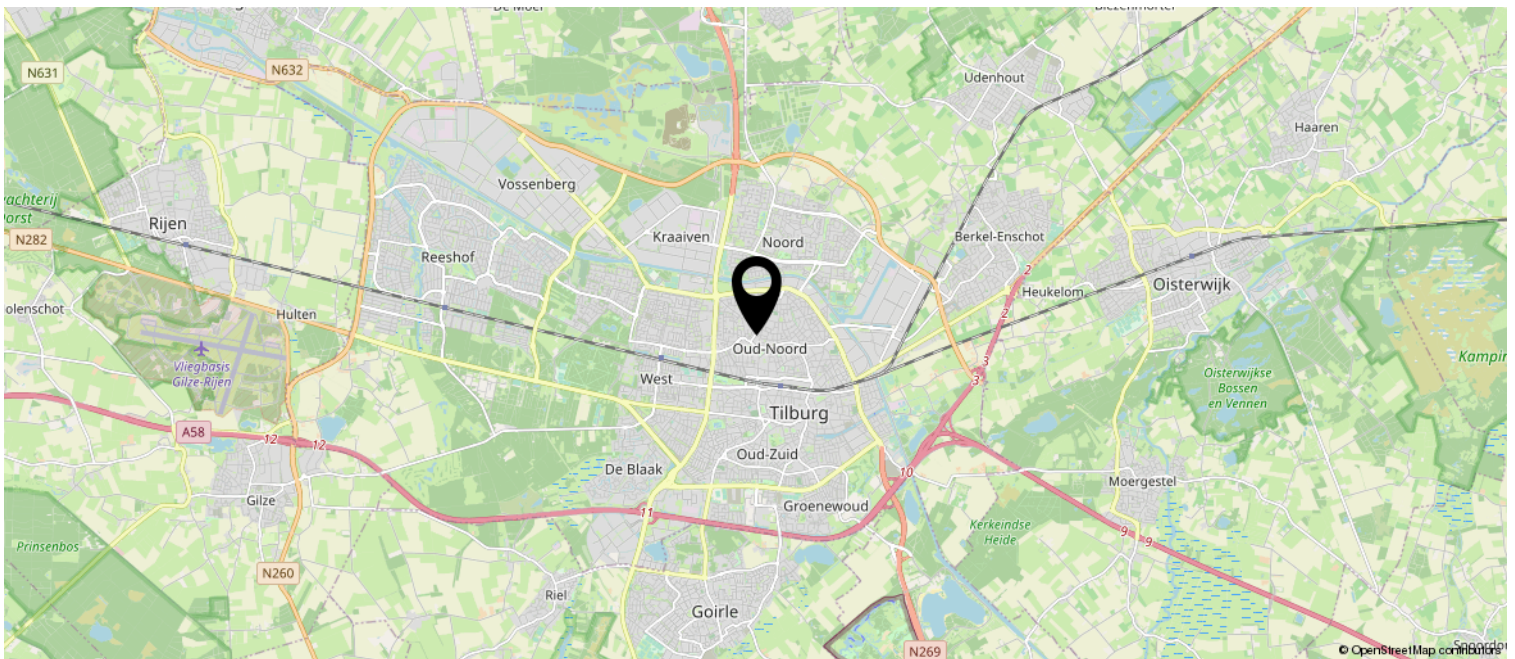 De Moer
Biezenmortel
N631
N632
Udenhout
Haaren
Vossenberg
Rijen
N282
Kraaiven
Noord
Berkel-Enschot
Reeshof
2
Oisterwijk
Heukelom
Hulten
2
Oud-Noord
Vliegbasis
Gilze-Rijen
3
3
West
Oisterwijkse
Bossen
en Vennen
Tilburg
A58
12
12
Oud-Zuid
De Blaak
10
Moergestel
Gilze
11
Groenewoud
Kerkeindse
Heide
9
9
Prinsenbos
N260
Riel
Goirle
N269
© OpenStreetMap contributors